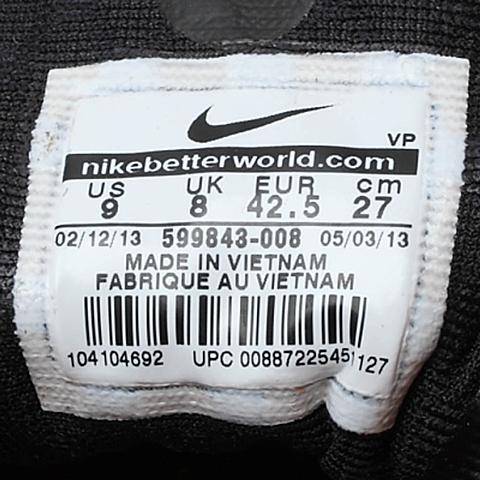 VP
nikebetterworld.com
US UK EUR cm
9 8 42.5 27
02/12/13 599843-008 05/03/13
MADE IN VIETNAM
FABRIQUE AU VIETNAM
104104692 UPC 00887225451127